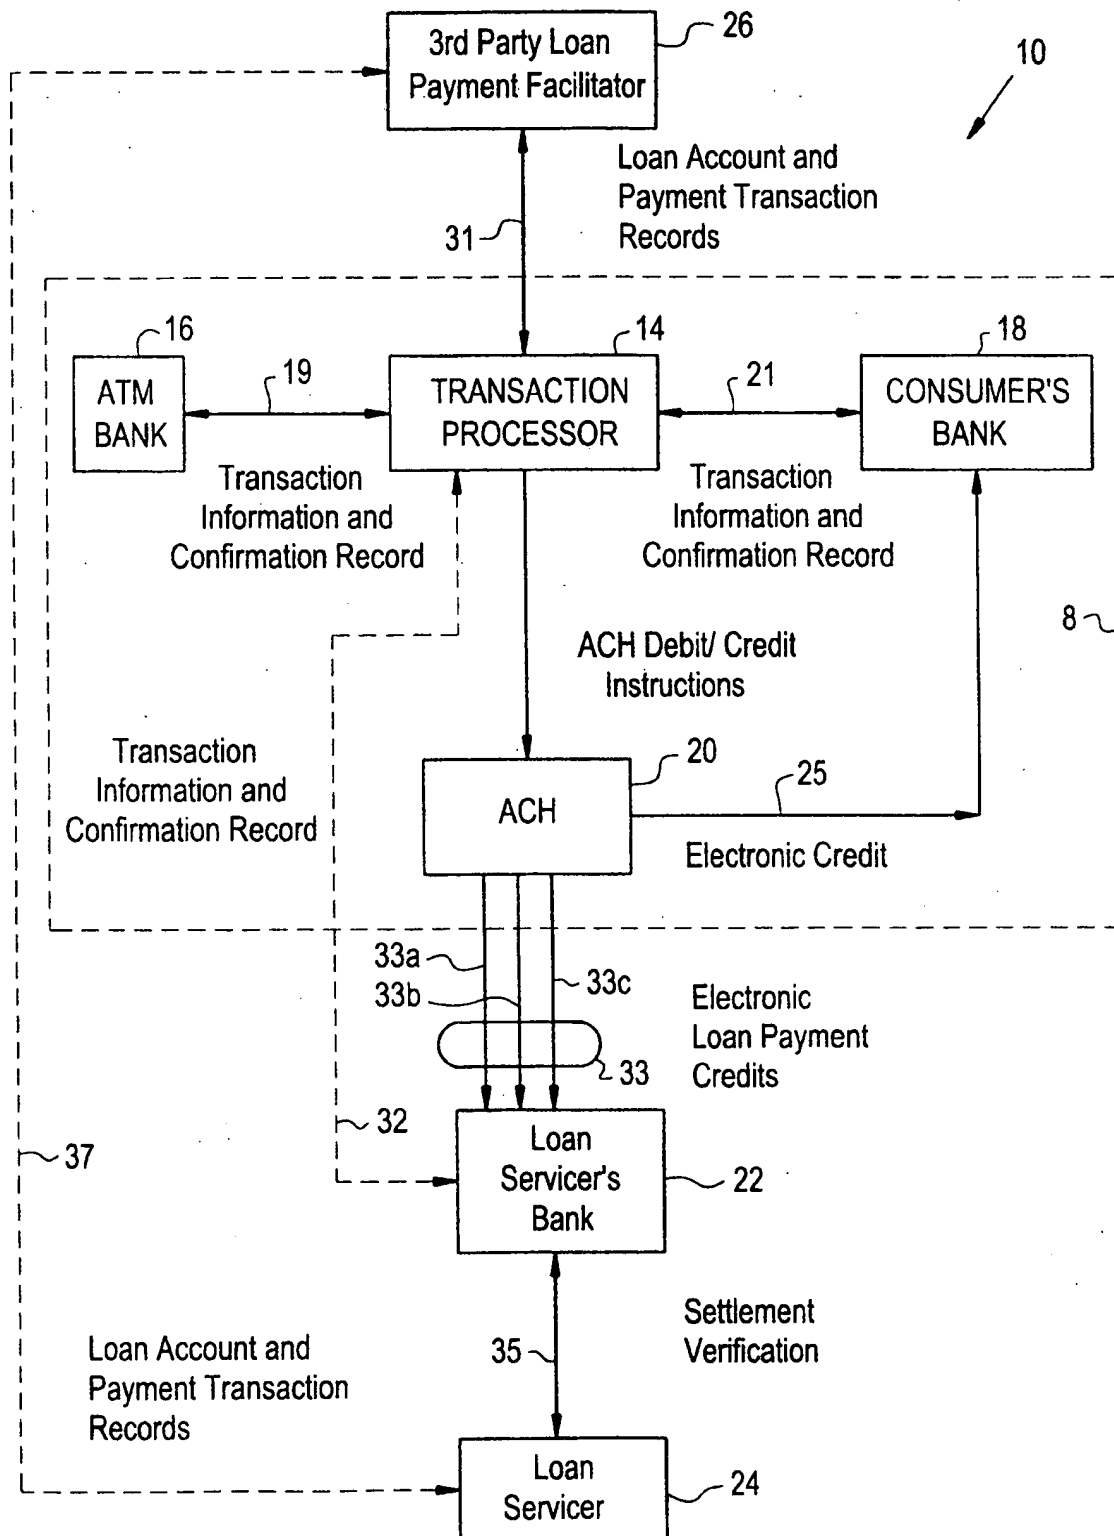 3rd Party Loan
Payment Facilitator
26
10
Loan Account and
Payment Transaction
Records
31
16
14
18
ATM
BANK
19
TRANSACTION
PROCESSOR
21
CONSUMER'S
BANK
Transaction
Information and
Confirmation Record
Transaction
Information and
Confirmation Record
8
ACH Debit/ Credit
Instructions
Transaction
Information and
Confirmation Record
20
25
ACH
Electronic Credit
33a
33b
33c
33
Electronic
Loan Payment
Credits
32
37
Loan
Servicer's
Bank
22
35
Settlement
Verification
Loan Account and
Payment Transaction
Records
Loan
Servicer
24